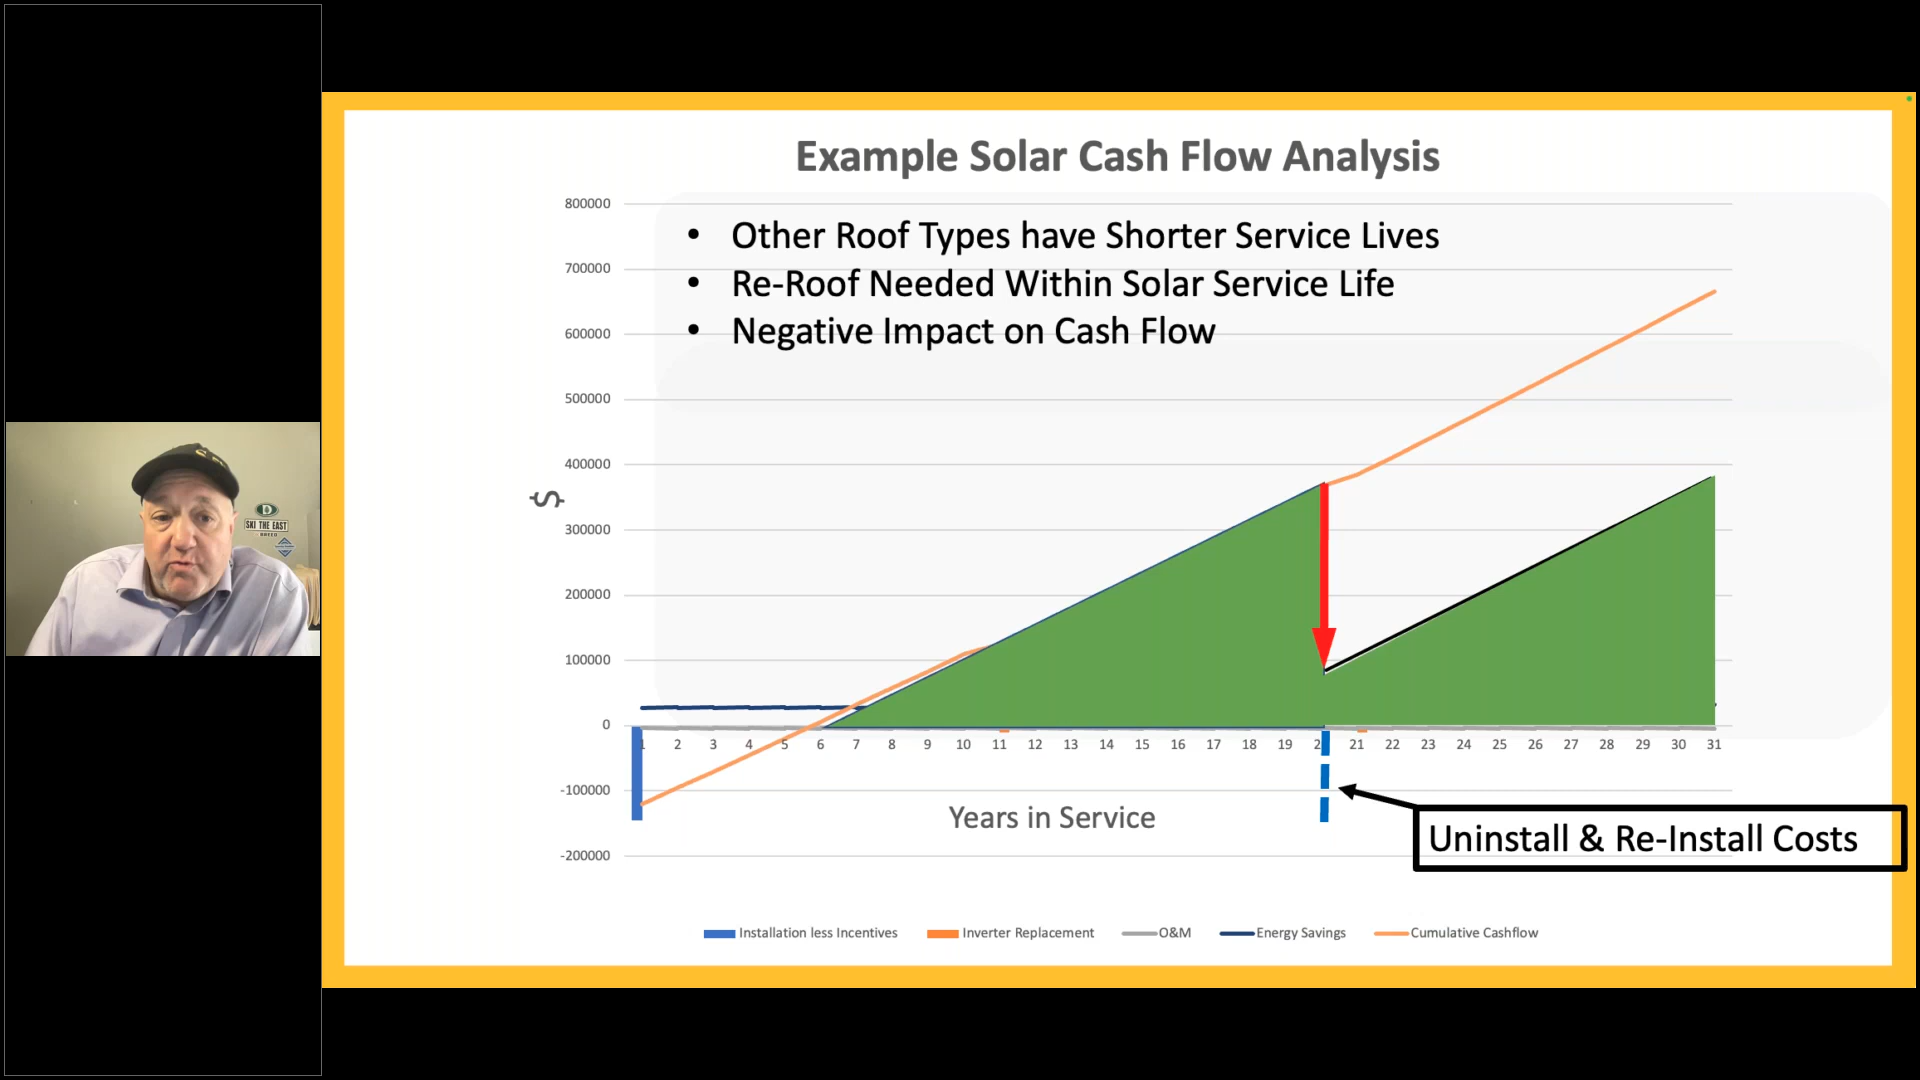 SKI THE EAST
Example Solar Cash Flow Analysis
• Other Roof Types have Shorter Service Lives
• Re-Roof Needed Within Solar Service Life
• Negative Impact on Cash Flow
$
800000
700000
600000
500000
400000
300000
200000
100000
0
-100000
-200000
1 2 3 4 5 6 7 8 9 10 11 12 13 14 15 16 17 18 19 2 21 22 23 24 25 26 27 28 29 30 31
Years in Service
Uninstall & Re-Install Costs
Installation less Incentives Inverter Replacement O&M Energy Savings Cumulative Cashflow